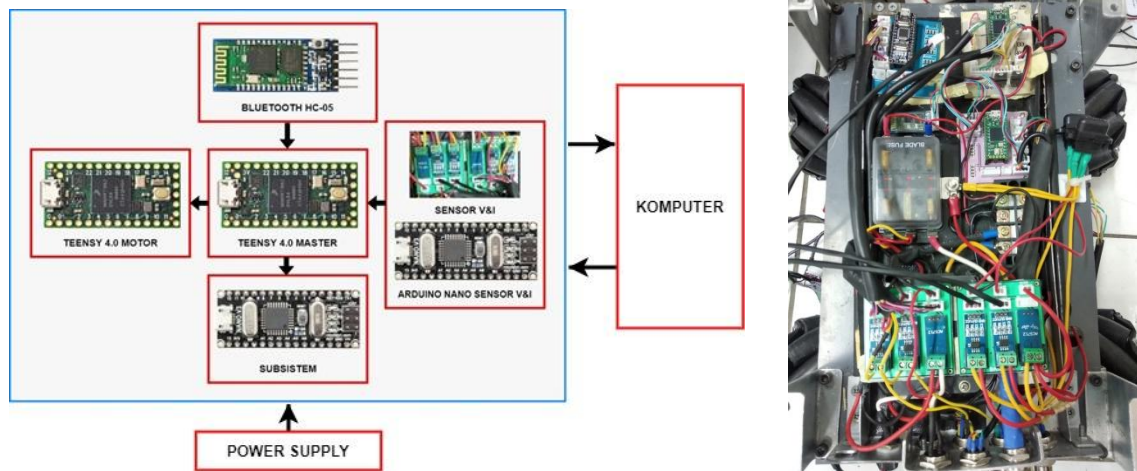 BLUETOOTH HC-05
TEENSY 4.0 MOTOR
TEENSY 4.0 MASTER
SENSOR V&I
ARDUINO NANO SENSOR V&I
SUBSISTEM
KOMPUTER
POWER SUPPLY
BLADE FUSE